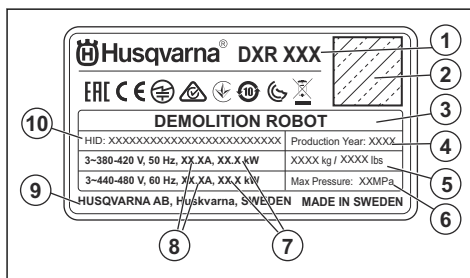 Husqvarna® DXR XXX 1
2
EAC CE 10
DEMOLITION ROBOT 3
10 HID: XXXXXXXXXXXXXXXXXXXXXXXXXX Production Year: XXXX 4
3~380-420 V, 50 Hz, XX.XA, XX.X kW XXXX kg / XXXX lbs 5
3~440-480 V, 60 Hz, XX.XA, XX.X kW Max Pressure: XXMPa 6
9 HUSQVARNA AB, Huskvarna, SWEDEN MADE IN SWEDEN
8 7